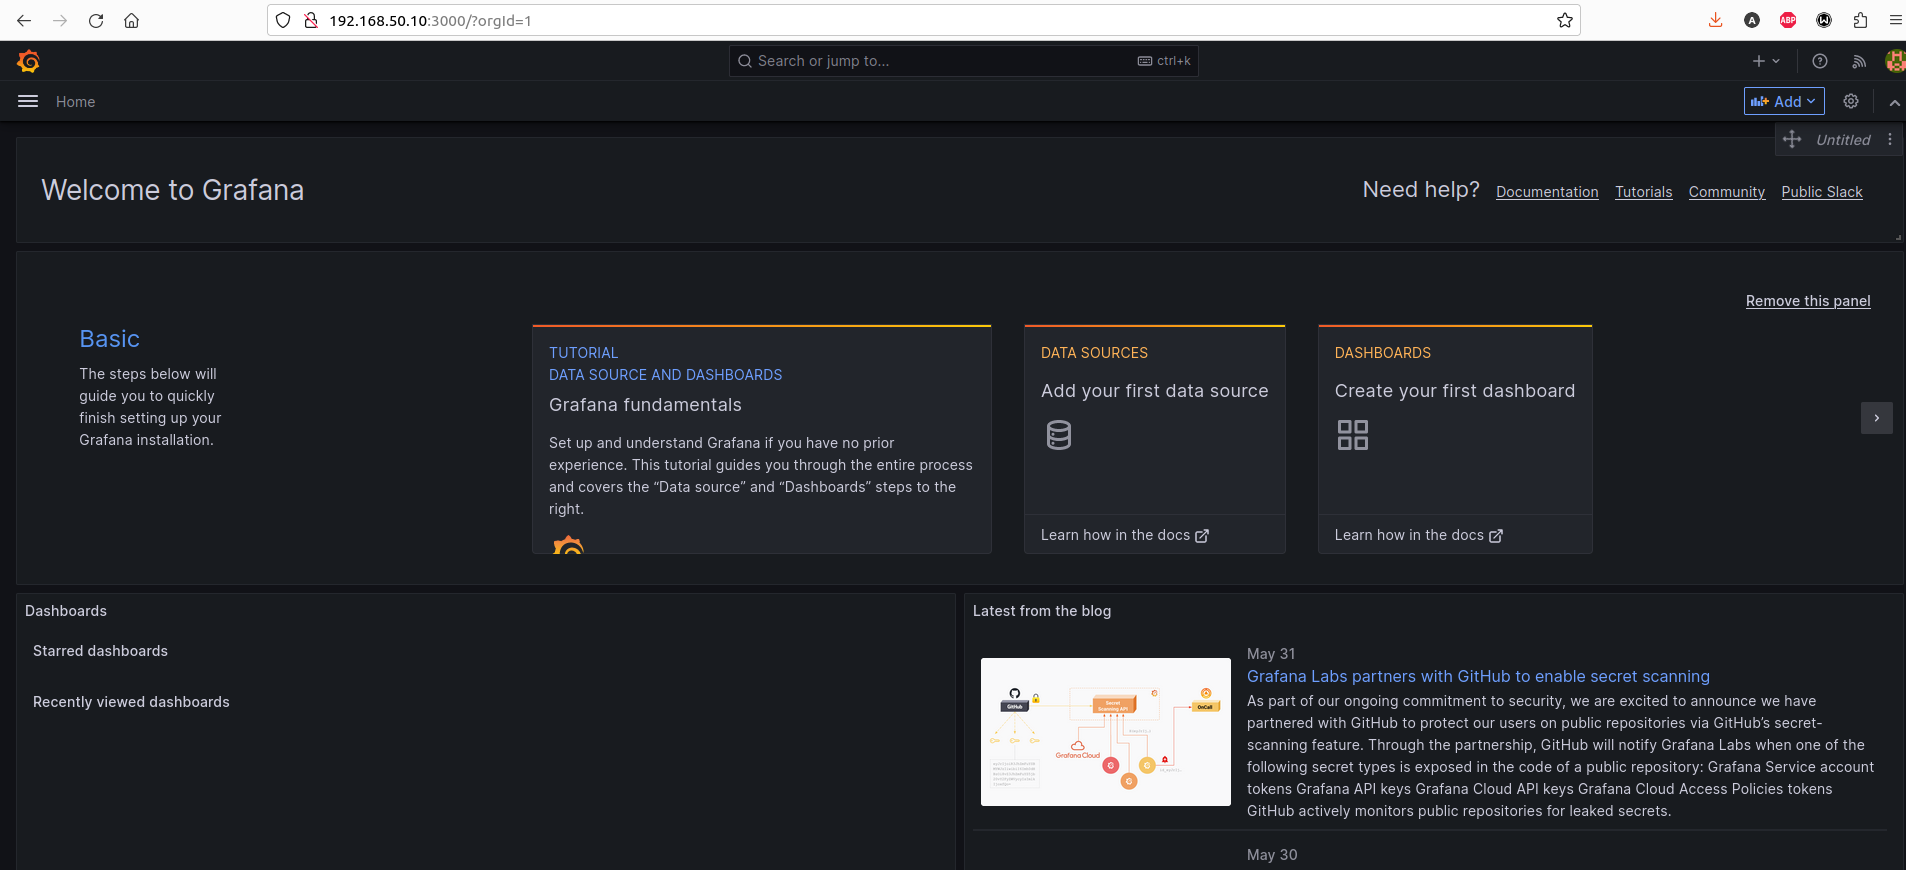 192.168.50.10:3000/?orgId=1
A
ABP
Search or jump to...
ctrl+k
Home
Add
Untitled
Welcome to Grafana
Need help?
Documentation
Tutorials
Community
Public Slack
Remove this panel
Basic
The steps below will
guide you to quickly
finish setting up your
Grafana installation.
TUTORIAL
DATA SOURCE AND DASHBOARDS
Grafana fundamentals
Set up and understand Grafana if you have no prior
experience. This tutorial guides you through the entire process
and covers the “Data source” and “Dashboards” steps to the
right.
DATA SOURCES
Add your first data source
Learn how in the docs
DASHBOARDS
Create your first dashboard
Learn how in the docs
Dashboards
Starred dashboards
Recently viewed dashboards
Latest from the blog
GitHub
Secret
Scanning API
OnCall
Grafana Cloud
May 31
Grafana Labs partners with GitHub to enable secret scanning
As part of our ongoing commitment to security, we are excited to announce we have
partnered with GitHub to protect our users on public repositories via GitHub’s secret-
scanning feature. Through the partnership, GitHub will notify Grafana Labs when one of the
following secret types is exposed in the code of a public repository: Grafana Service account
tokens Grafana API keys Grafana Cloud API keys Grafana Cloud Access Policies tokens
GitHub actively monitors public repositories for leaked secrets.
May 30